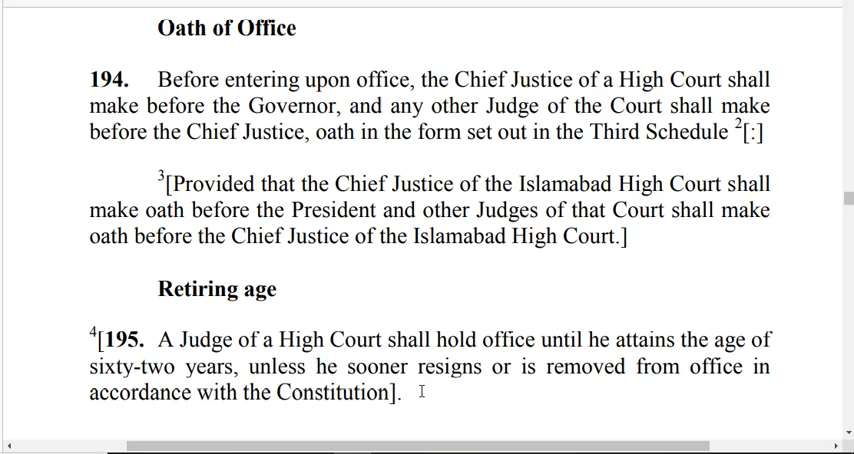 Oath of Office
194. Before entering upon office, the Chief Justice of a High Court shall
make before the Governor, and any other Judge of the Court shall make
before the Chief Justice, oath in the form set out in the Third Schedule 2[:]
3[Provided that the Chief Justice of the Islamabad High Court shall
make oath before the President and other Judges of that Court shall make
oath before the Chief Justice of the Islamabad High Court.]
Retiring age
4[195. A Judge of a High Court shall hold office until he attains the age of
sixty-two years, unless he sooner resigns or is removed from office in
accordance with the Constitution].